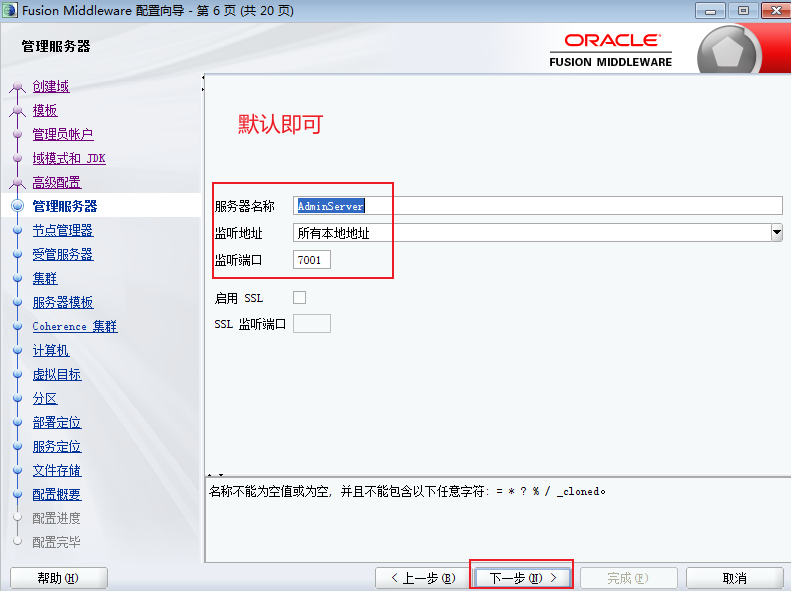 Fusion Middleware 配置向导 - 第 6 页 (共 20 页)
管理服务器
ORACLE
FUSION MIDDLEWARE
创建域
模板
管理员帐户
域模式和 JDK
高级配置
管理服务器
节点管理器
受管服务器
集群
服务器模板
Coherence 集群
计算机
虚拟目标
分区
部署定位
服务定位
文件存储
配置概要
配置进度
配置完毕
默认即可
服务器名称 AdminServer
监听地址 所有本地地址
监听端口 7001
启用 SSL
SSL 监听端口
名称不能为空值或为空, 并且不能包含以下任意字符: = * ? % / _cloned。
帮助(H)
< 上一步(B)
下一步(N) >
完成(F)
取消